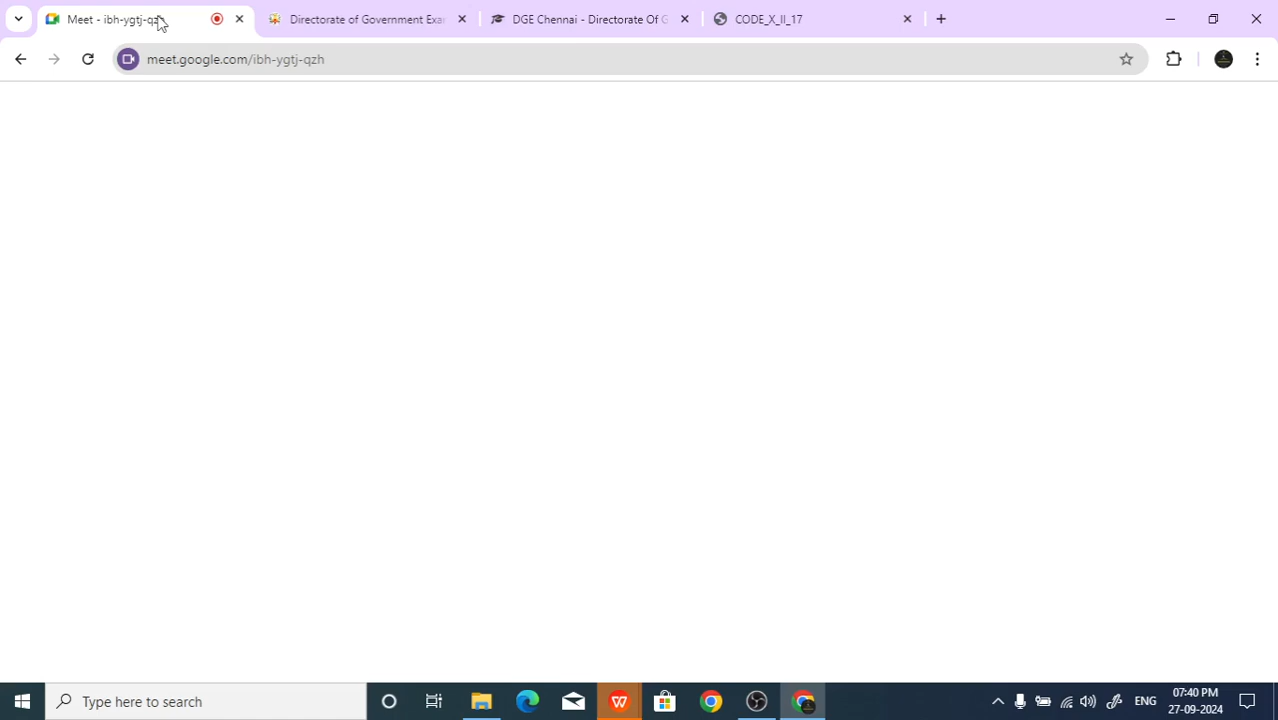 Meet - ibh-ygtj-qzh
Directorate of Government Exa
DGE Chennai - Directorate Of G
CODE_X_II_17
meet.google.com/ibh-ygtj-qzh
Type here to search
ENG
07:40 PM
27-09-2024